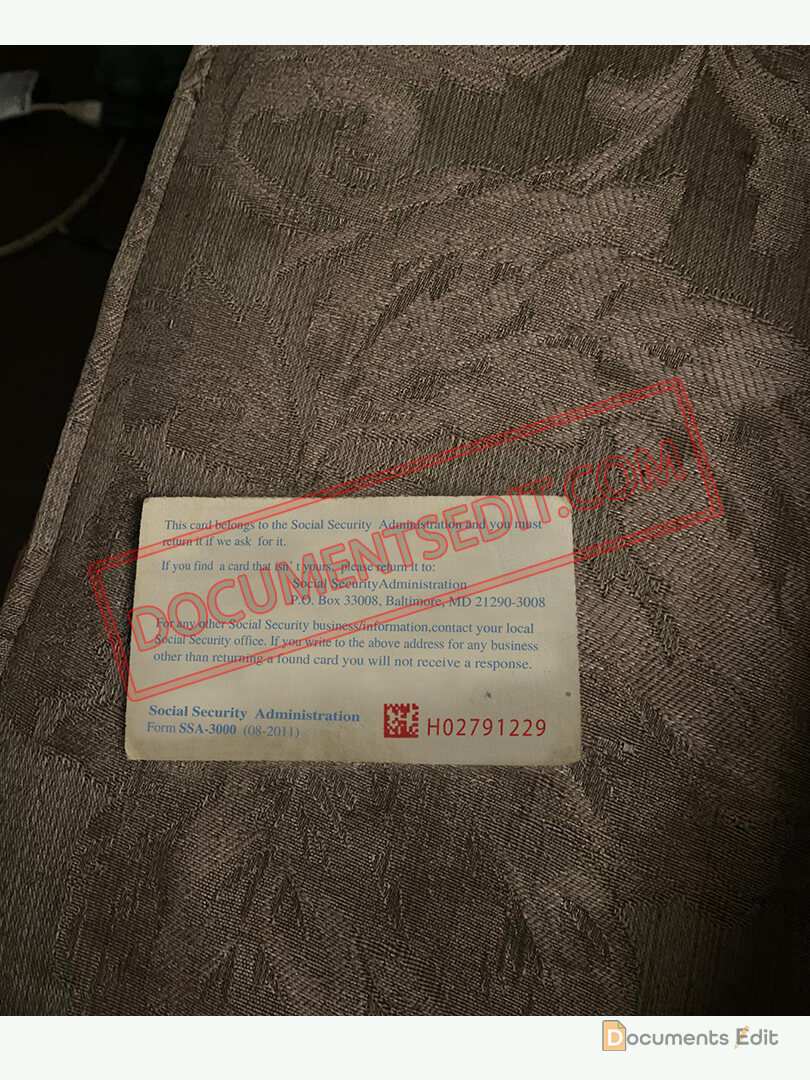 This card belongs to the Social Security Administration and you must
return it if we ask for it.
If you find a card that isn't yours, please return it to:
Social SecurityAdministration
P.O. Box 33008, Baltimore, MD 21290-3008
For any other Social Security business/information,contact your local
Social Security office. If you write to the above address for any business
other than returning a found card you will not receive a response.
Social Security Administration
Form SSA-3000 (08-2011)
H02791229
DOCUMENTSEDIT.COM
Documents Edit